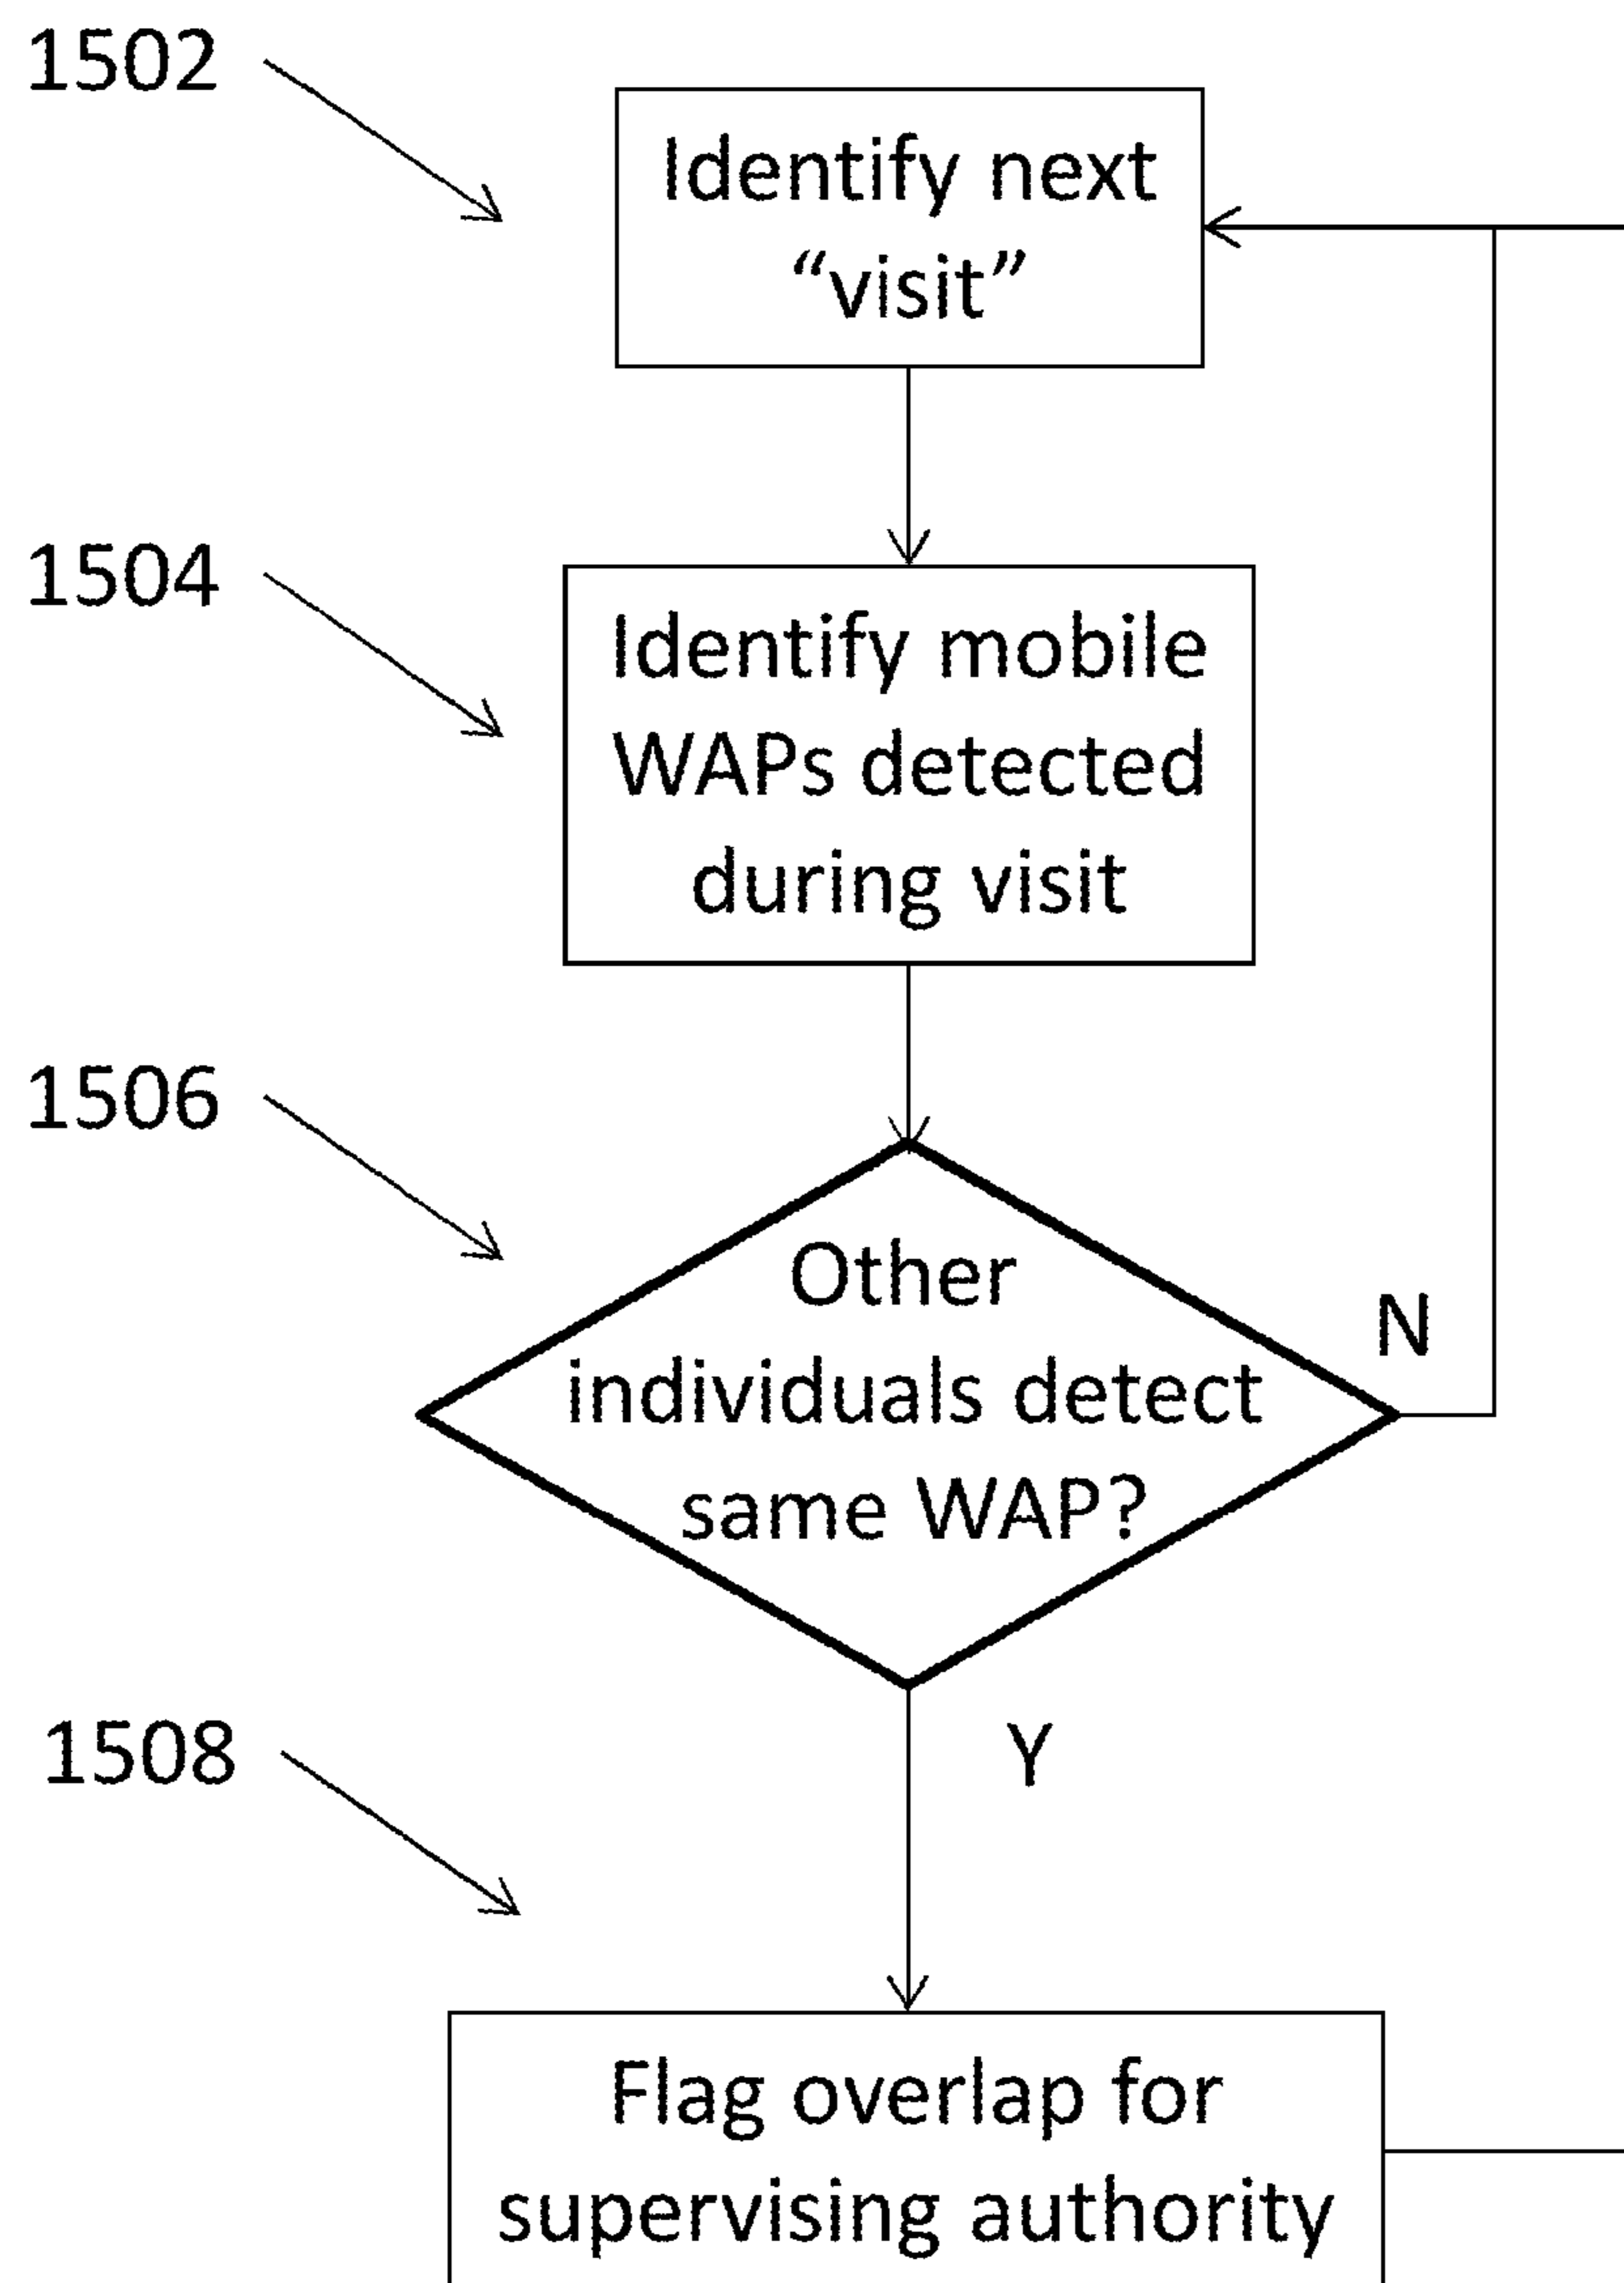 1502
Identify next
“visit”
1504
Identify mobile
WAPs detected
during visit
1506
Other
individuals detect
same WAP?
N
1508
Y
Flag overlap for
supervising authority